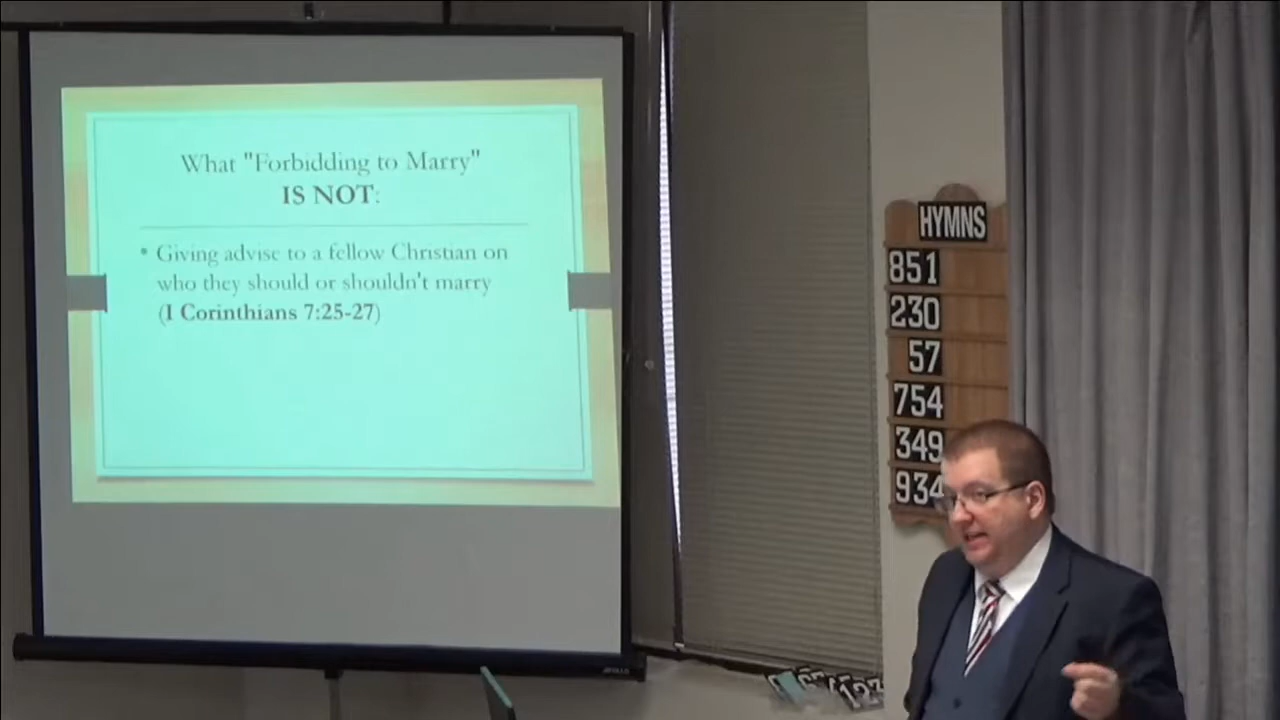 What "Forbidding to Marry"
IS NOT:
* Giving advise to a fellow Christian on
who they should or shouldn't marry
(I Corinthians 7:25-27)
HYMNS
851
230
57
754
349
934